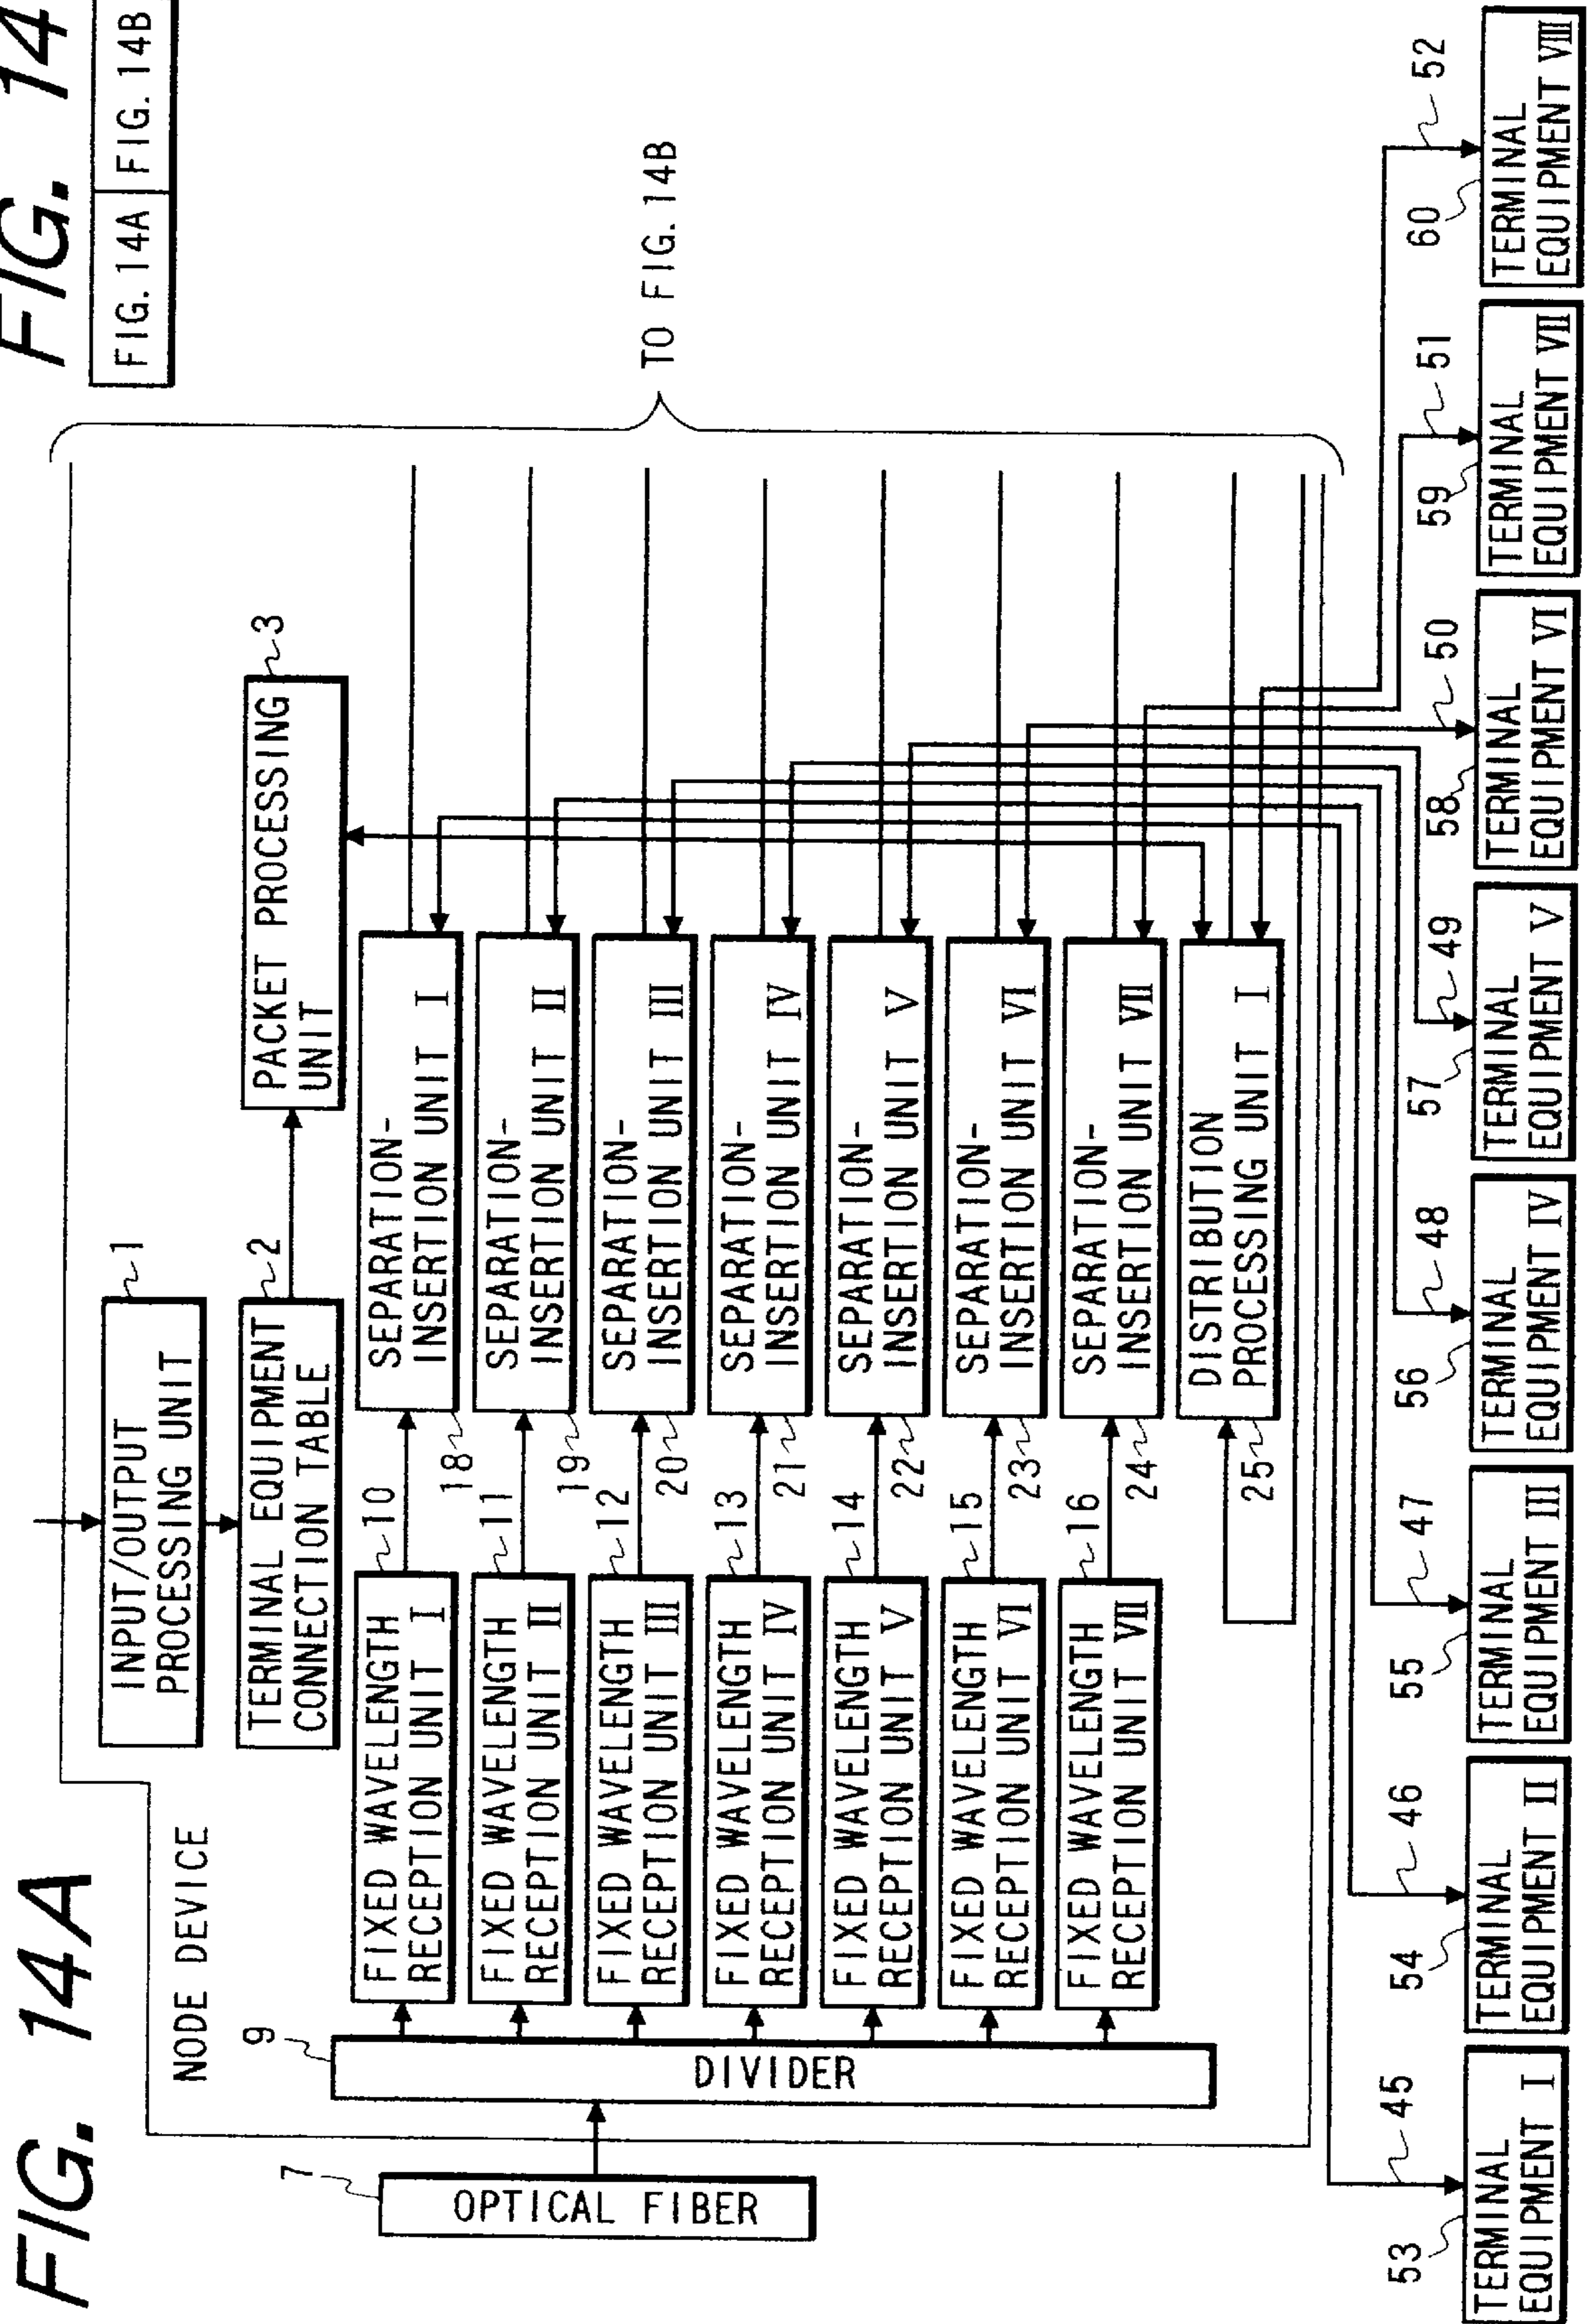 FIG. 14A
FIG. 14
FIG. 14A
FIG. 14B
NODE DEVICE
INPUT/OUTPUT
PROCESSING UNIT
1
TERMINAL EQUIPMENT
CONNECTION TABLE
2
PACKET PROCESSING
UNIT
3
7
OPTICAL FIBER
9
DIVIDER
FIXED WAVELENGTH
RECEPTION UNIT I
10
SEPARATION-
INSERTION UNIT I
18
FIXED WAVELENGTH
RECEPTION UNIT II
11
SEPARATION-
INSERTION UNIT II
19
FIXED WAVELENGTH
RECEPTION UNIT III
12
SEPARATION-
INSERTION UNIT III
20
FIXED WAVELENGTH
RECEPTION UNIT IV
13
SEPARATION-
INSERTION UNIT IV
21
FIXED WAVELENGTH
RECEPTION UNIT V
14
SEPARATION-
INSERTION UNIT V
22
FIXED WAVELENGTH
RECEPTION UNIT VI
15
SEPARATION-
INSERTION UNIT VI
23
FIXED WAVELENGTH
RECEPTION UNIT VII
16
SEPARATION-
INSERTION UNIT VII
24
DISTRIBUTION
PROCESSING UNIT I
25
TO FIG. 14B
53
45
TERMINAL
EQUIPMENT I
54
46
TERMINAL
EQUIPMENT II
55
47
TERMINAL
EQUIPMENT III
56
48
TERMINAL
EQUIPMENT IV
57
49
TERMINAL
EQUIPMENT V
58
50
TERMINAL
EQUIPMENT VI
59
51
TERMINAL
EQUIPMENT VII
60
52
TERMINAL
EQUIPMENT VIII